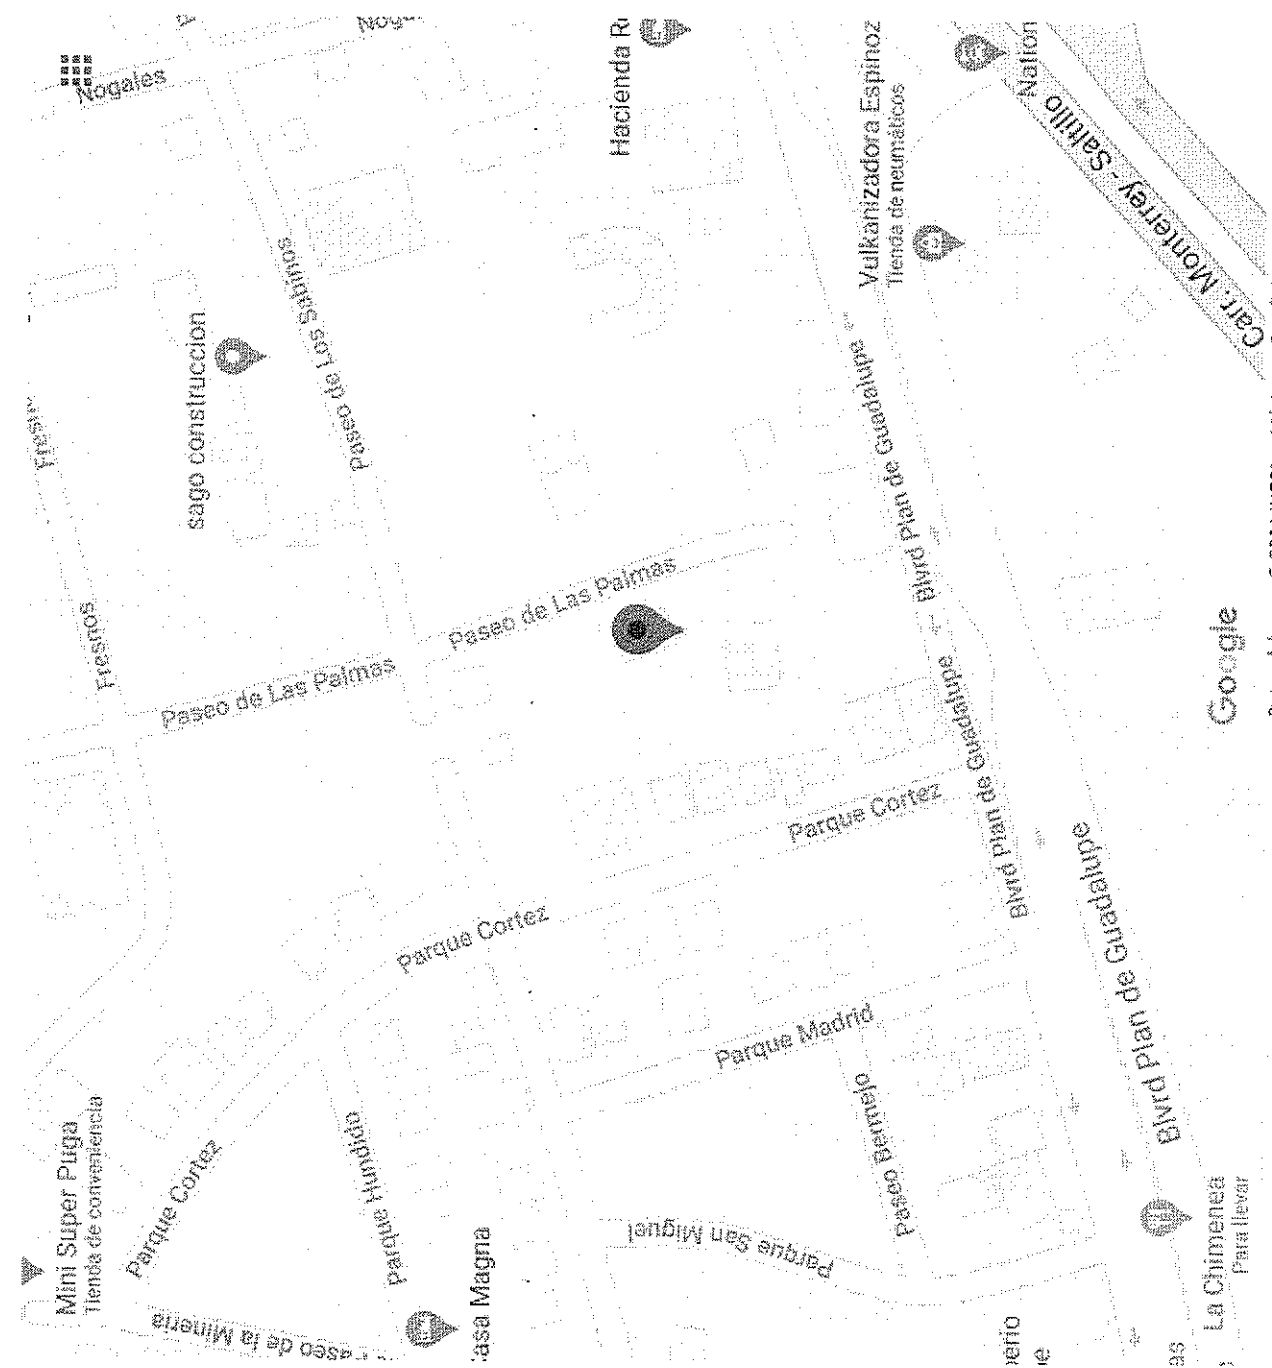 Nogales
Hacienda
Vulkanizadora Espinoz
Tienda de neumáticos
Carr. Monterrey - Saltillo
sago construccion
Paseo de Los Sabinos
Fresnos
Paseo de Las Palmas
Paseo de Las Palmas
Blvrd Plan de Guadalupe
Blvrd Plan de Guadalupe
Blvrd Plan de Guadalupe
Google
Parque Cortez
Parque Cortez
Parque Madrid
Paseo Bermejo
Mini Super Puga
Tienda de conveniencia
Parque Cortez
Parque Hundido
Parque San Miguel
La Chimenea
Para llevar
Paseo de la Minería
asa Magna